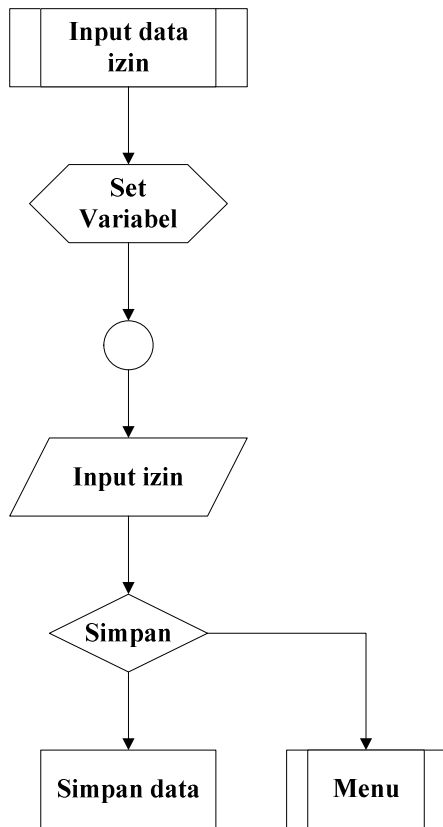 Input data
izin
Set
Variabel
Input izin
Simpan
Simpan data
Menu